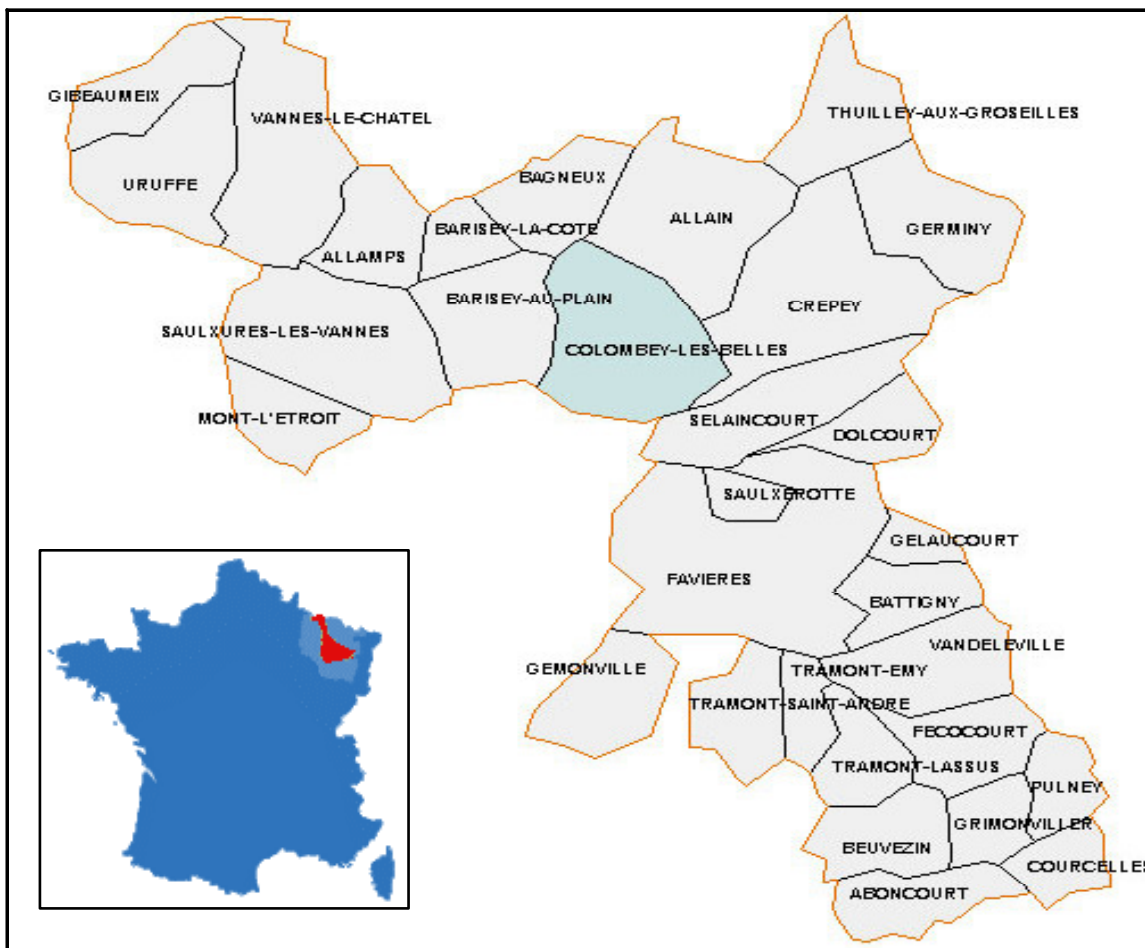 GIBEAUMEIX
VANNES-LE-CHATEL
THUILLEY-AUX-GROSEILLES
URUFFE
BAGNEUX
ALLAIN
GERMINY
BARISEY-LA-COTE
ALLAMPS
BARISEY-AU-PLAIN
CREPEY
SAULXURES-LES-VANNES
COLOMBEY-LES-BELLES
MONT-L'ETROIT
SELAINCOURT
DOLCOURT
SAULXEROTTE
GELAUCOURT
FAVIERES
BATTIGNY
VANDELEVILLE
GEMONVILLE
TRAMONT-EMY
TRAMONT-SAINT-ANDRE
FECOCOURT
TRAMONT-LASSUS
PULNEY
GRIMONVILLER
BEUVEZIN
COURCELLES
ABONCOURT